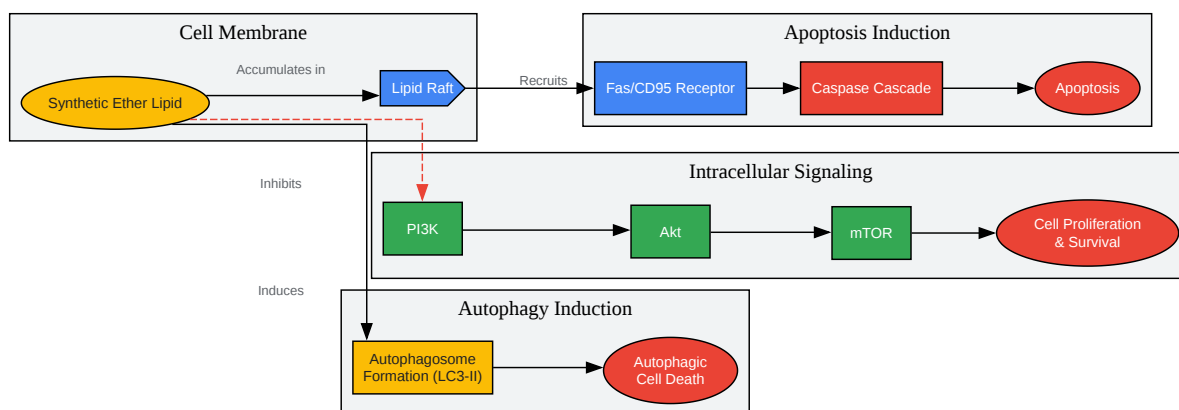 Cell Membrane
Accumulates in
Synthetic Ether Lipid
Lipid Raft
Recruits
Apoptosis Induction
Fas/CD95 Receptor
Caspase Cascade
Apoptosis
Inhibits
Intracellular Signaling
PI3K
Akt
mTOR
Cell Proliferation
& Survival
Induces
Autophagy Induction
Autophagosome
Formation (LC3-II)
Autophagic
Cell Death